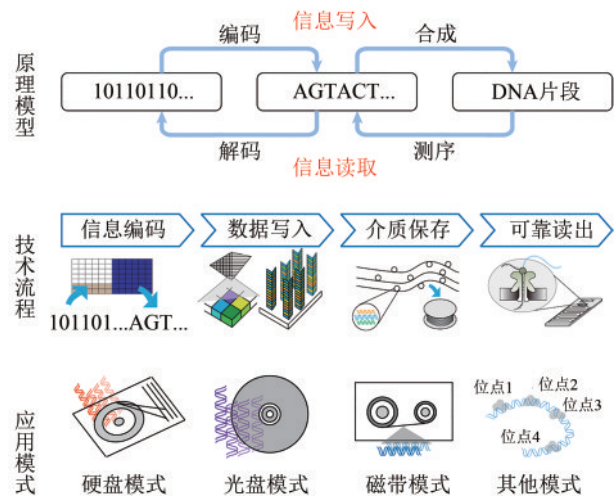 信息写入
编码
合成
原理模型
10110110...
AGTACT...
DNA片段
解码
测序
信息读取
技术流程
信息编码
数据写入
介质保存
可靠读出
101101...AGT...
应用模式
位点1
位点2
位点3
位点4
硬盘模式
光盘模式
磁带模式
其他模式